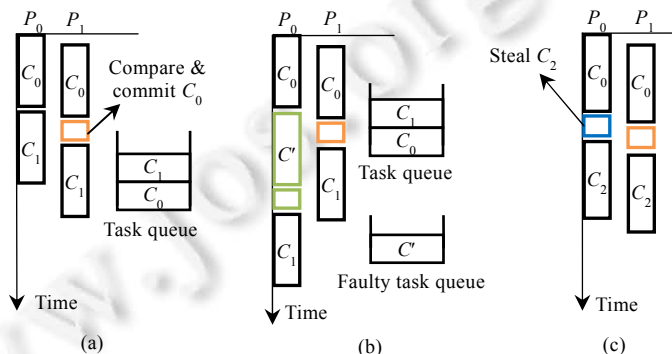 P0 P1
C0
C0
Compare &
commit C0
C1
C1
C1
C0
Task queue
Time
(a)
P0 P1
C0
C0
C'
C1
C1
C1
C0
Task queue
C'
Faulty task queue
Time
(b)
P0 P1
Steal C2
C0
C0
C2
C2
Time
(c)